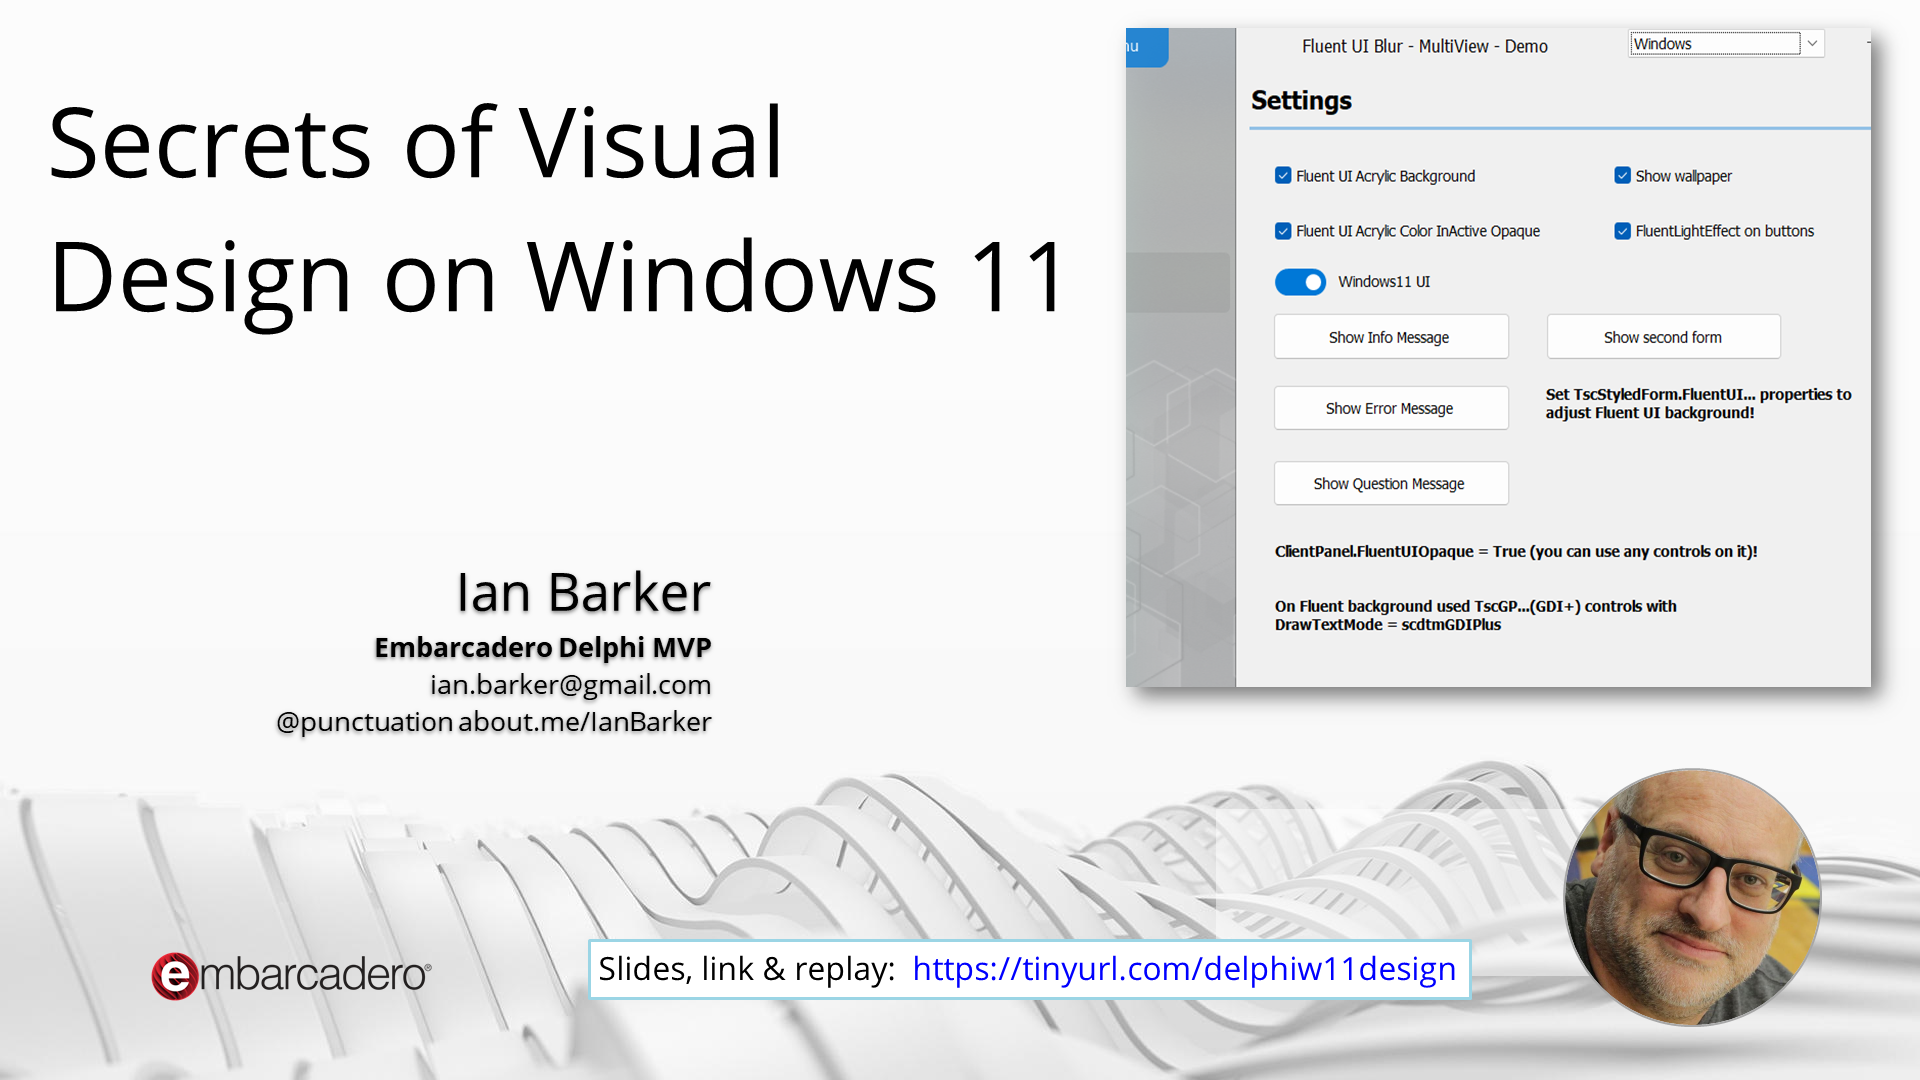 Secrets of Visual
Design on Windows 11
Ian Barker
Embarcadero Delphi MVP
ian.barker@gmail.com
@punctuation about.me/IanBarker
nu
Fluent UI Blur - MultiView - Demo
Windows
Settings
Fluent UI Acrylic Background
Show wallpaper
Fluent UI Acrylic Color InActive Opaque
FluentLightEffect on buttons
Windows11 UI
Show Info Message
Show second form
Show Error Message
Set TscStyledForm.FluentUI... properties to
adjust Fluent UI background!
Show Question Message
ClientPanel.FluentUIOpaque = True (you can use any controls on it)!
On Fluent background used TscGP...(GDI+) controls with
DrawTextMode = scdtmGDIPlus
embarcadero®
Slides, link & replay: https://tinyurl.com/delphiw11design